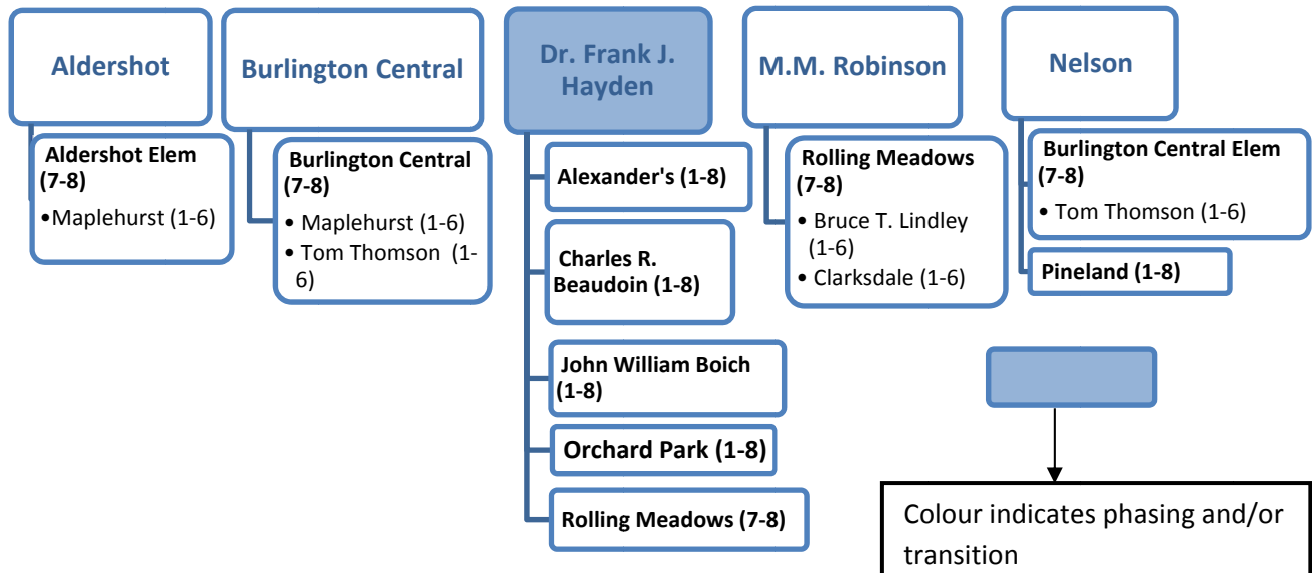 Aldershot
Aldershot Elem
(7-8)
•Maplehurst (1-6)
Burlington Central
Burlington Central
(7-8)
• Maplehurst (1-6)
• Tom Thomson (1-
6)
Dr. Frank J.
Hayden
Alexander's (1-8)
Charles R.
Beaudoin (1-8)
John William Boich
(1-8)
Orchard Park (1-8)
Rolling Meadows (7-8)
M.M. Robinson
Rolling Meadows
(7-8)
• Bruce T. Lindley
(1-6)
• Clarksdale (1-6)
Nelson
Burlington Central Elem
(7-8)
• Tom Thomson (1-6)
Pineland (1-8)
Colour indicates phasing and/or
transition